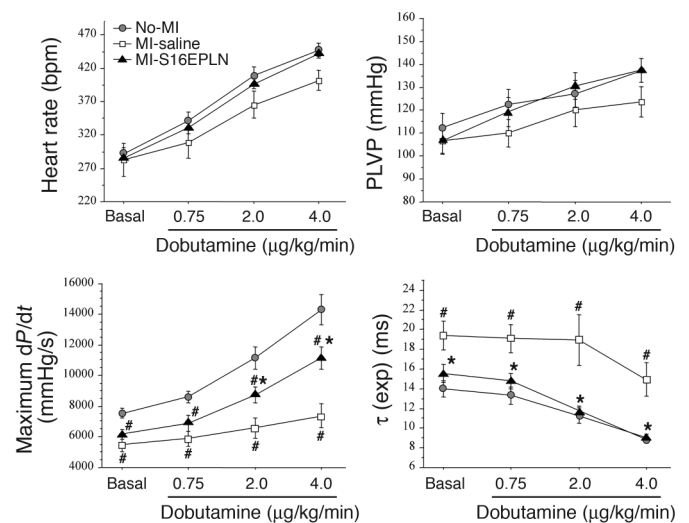 No-MI
MI-saline
MI-S16EPLN
Heart rate (bpm)
470
420
370
320
270
220
Basal 0.75 2.0 4.0
Dobutamine (μg/kg/min)
PLVP (mmHg)
160
150
140
130
120
110
100
90
80
Basal 0.75 2.0 4.0
Dobutamine (μg/kg/min)
Maximum dP/dt
(mmHg/s)
16000
14000
12000
10000
8000
6000
4000
# # #* #*
# # # #
Basal 0.75 2.0 4.0
Dobutamine (μg/kg/min)
τ (exp) (ms)
24
22
20
18
16
14
12
10
8
6
# # # #
* * * *
Basal 0.75 2.0 4.0
Dobutamine (μg/kg/min)